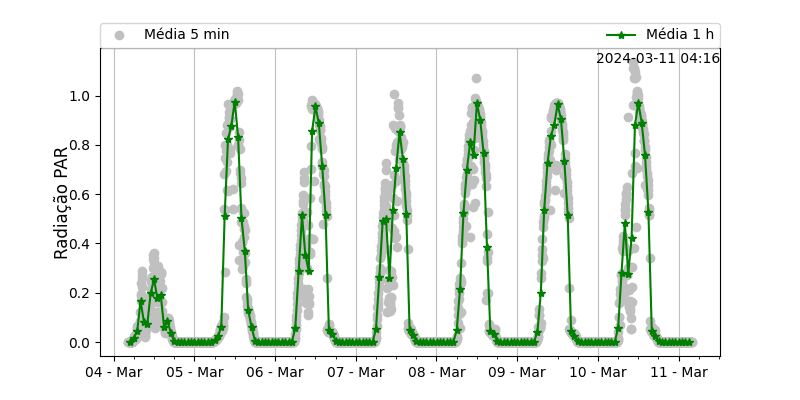 Média 5 min
Média 1 h
2024-03-11 04:16
Radiação PAR
1.0
0.8
0.6
0.4
0.2
0.0
04 - Mar 05 - Mar 06 - Mar 07 - Mar 08 - Mar 09 - Mar 10 - Mar 11 - Mar